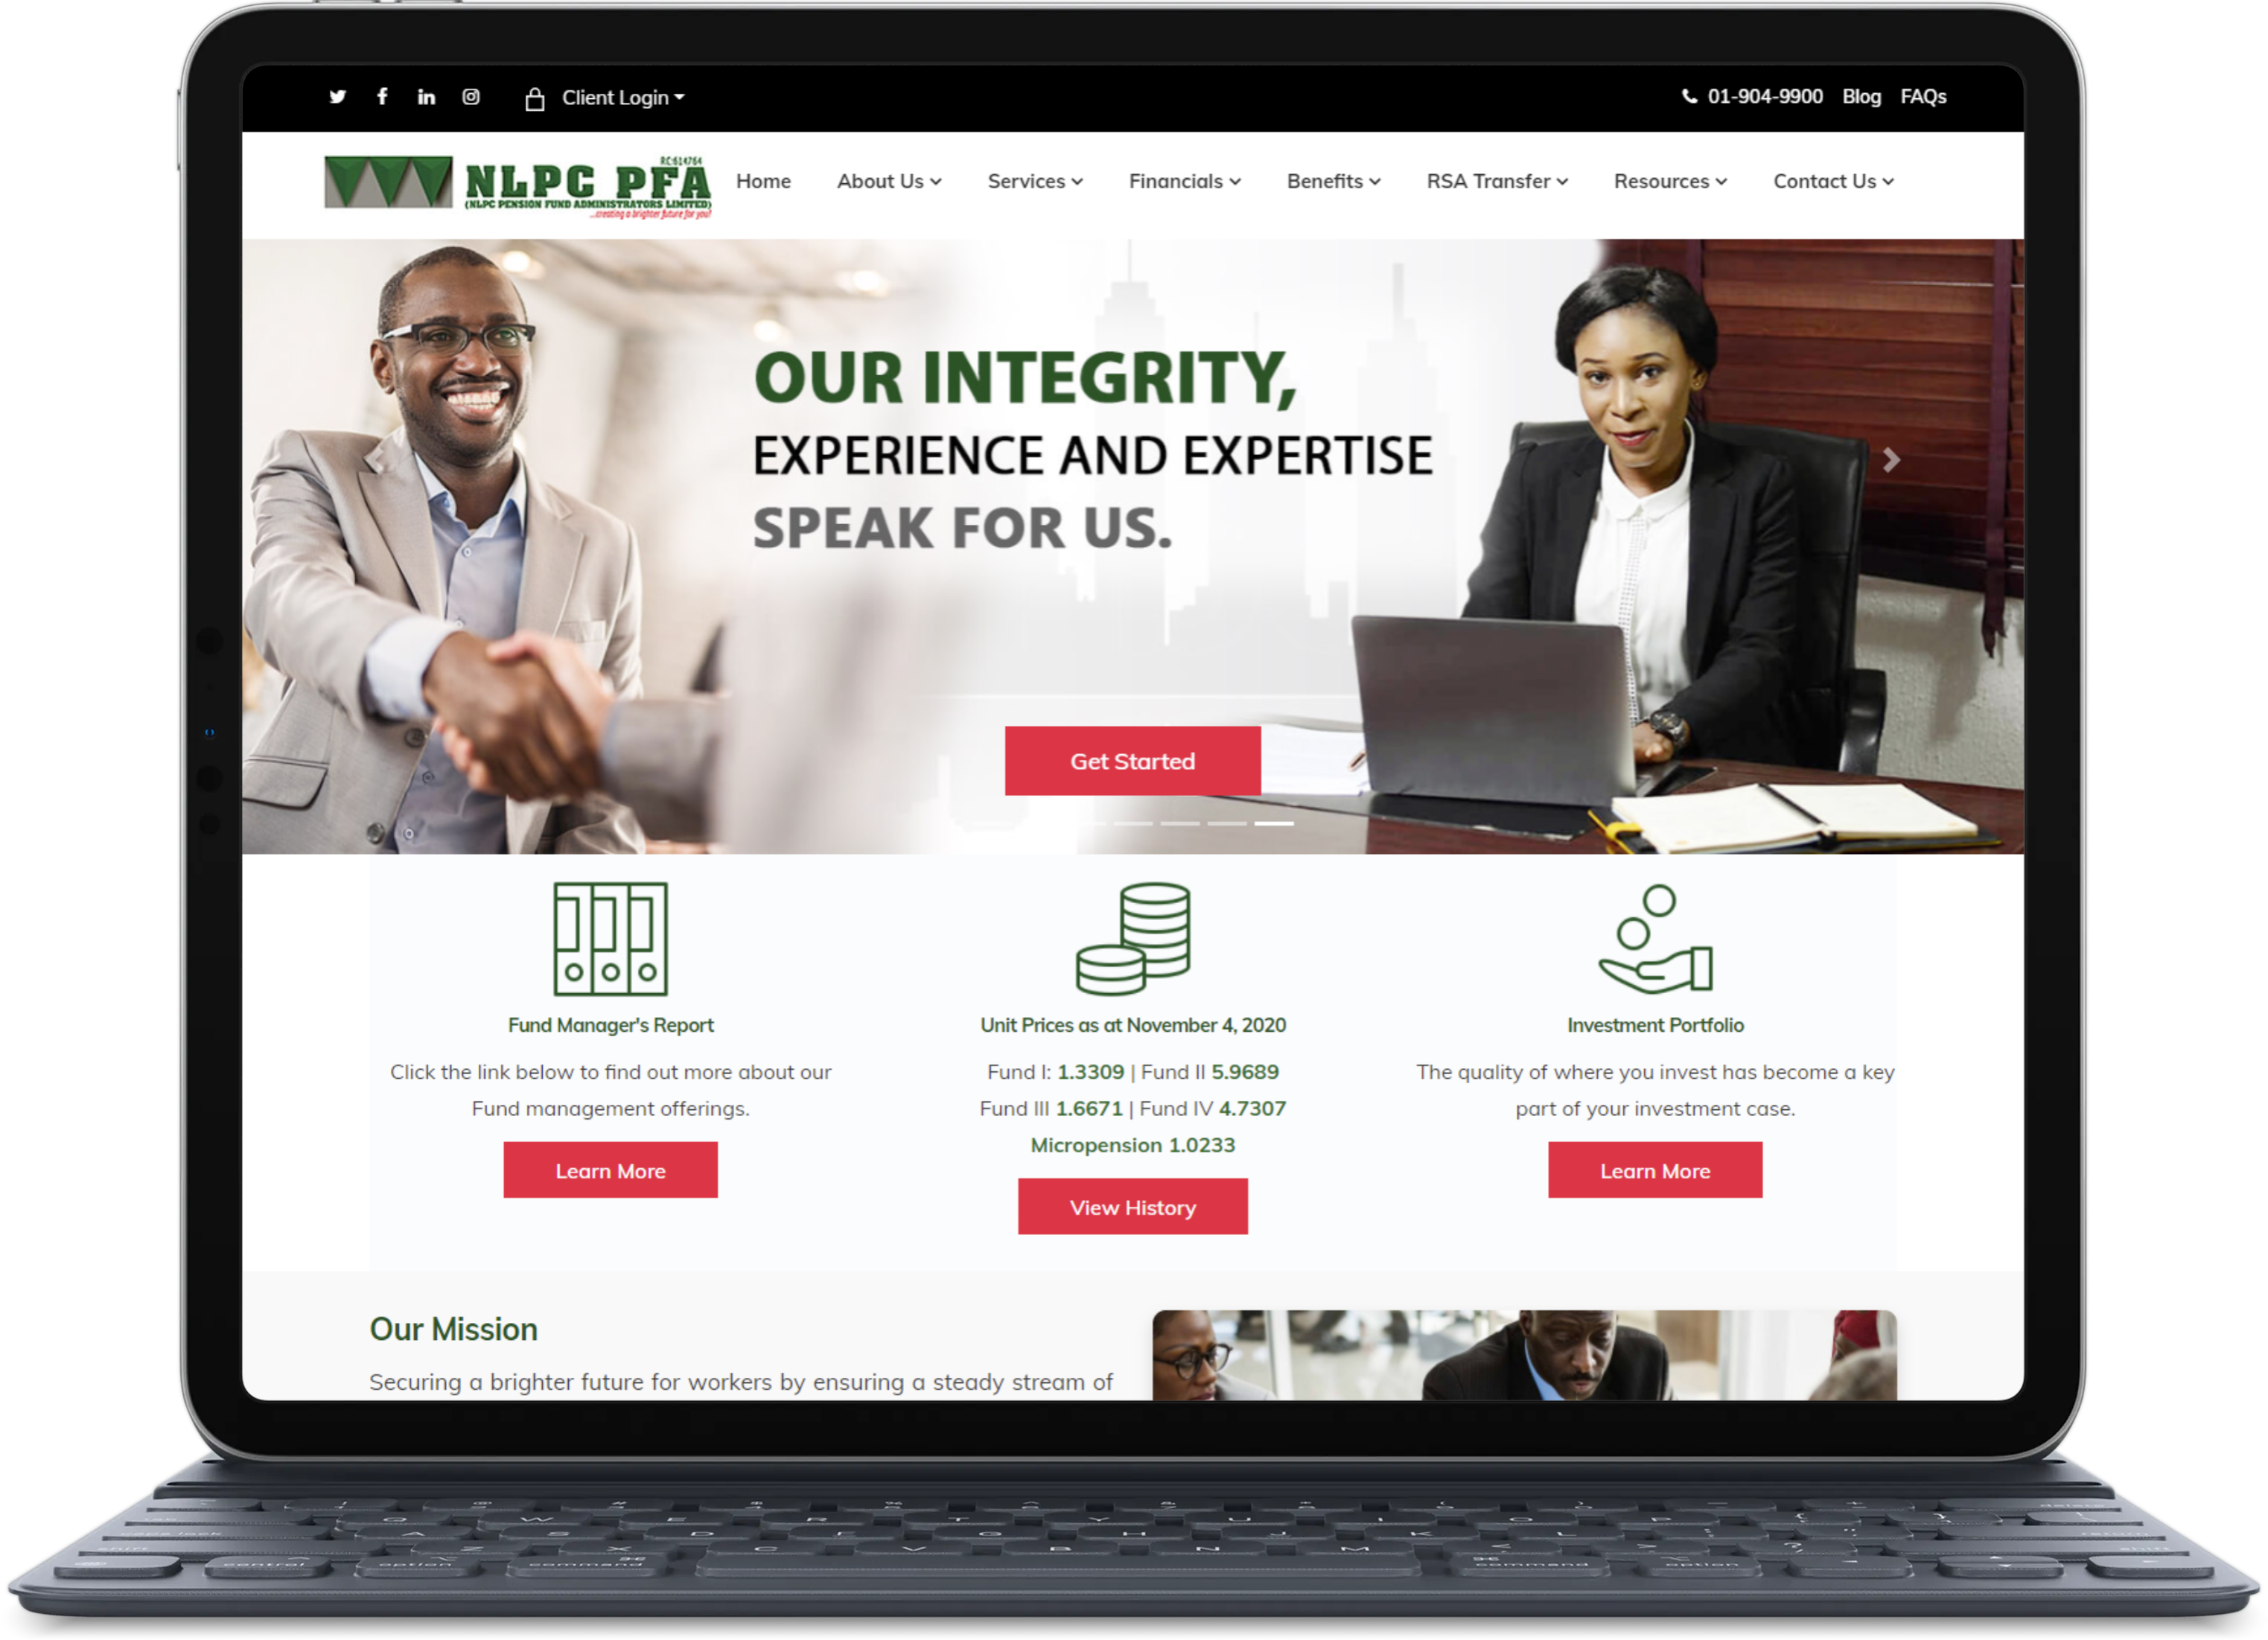 Client Login
01-904-9900 Blog FAQs
RC:614764
NLPC PFA
(NLPC PENSION FUND ADMINISTRATORS LIMITED)
...creating a brighter future for you!
Home About Us Services Financials Benefits RSA Transfer Resources Contact Us
OUR INTEGRITY,
EXPERIENCE AND EXPERTISE
SPEAK FOR US.
Get Started
Fund Manager's Report
Click the link below to find out more about our
Fund management offerings.
Learn More
Unit Prices as at November 4, 2020
Fund I: 1.3309 | Fund II 5.9689
Fund III 1.6671 | Fund IV 4.7307
Micropension 1.0233
View History
Investment Portfolio
The quality of where you invest has become a key
part of your investment case.
Learn More
Our Mission
Securing a brighter future for workers by ensuring a steady stream of
Q W E R T Y U I O P
A S D F G H J K L
Z X C V B N M
control option command command option